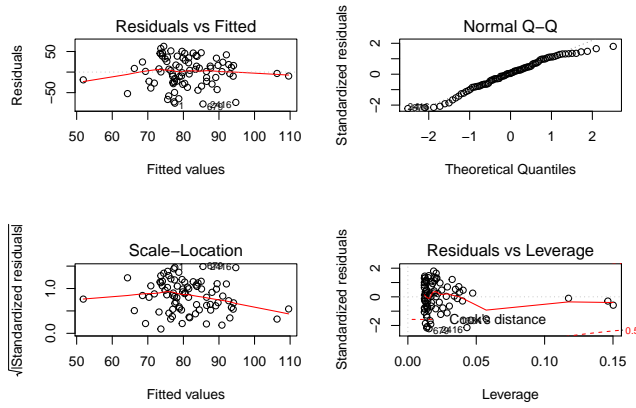 Residuals vs Fitted
Residuals
50
−50
50 60 70 80 90 100 110
Fitted values
Normal Q−Q
Standardized residuals
2
0
−2
−2 −1 0 1 2
Theoretical Quantiles
Scale−Location
√|Standardized residuals|
1.0
0.0
50 60 70 80 90 100 110
Fitted values
Residuals vs Leverage
Standardized residuals
2
0
−2
Cook's distance
0.5
0.00 0.05 0.10 0.15
Leverage